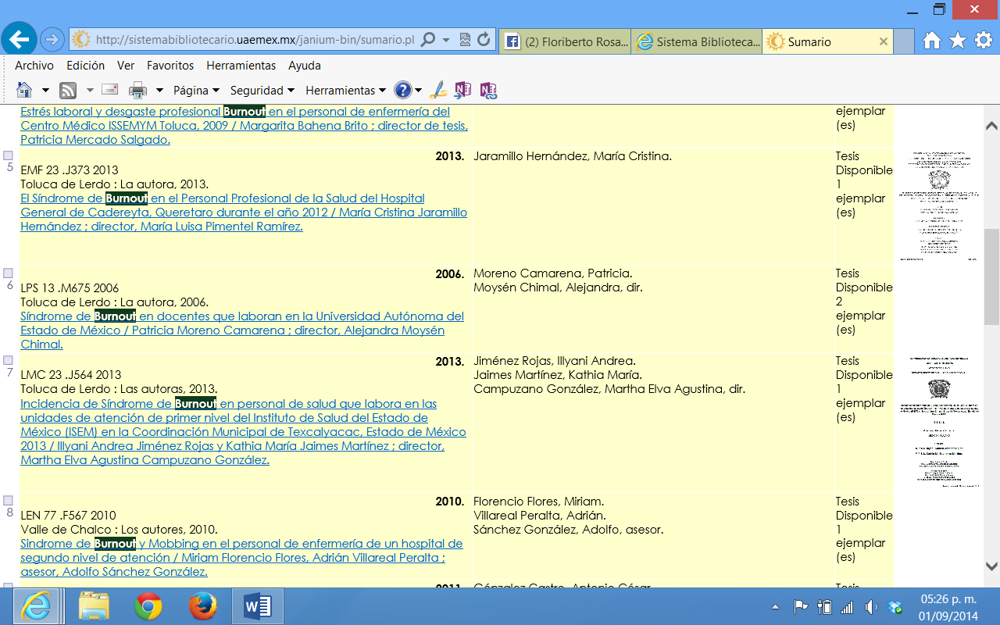 http://sistemabibliotecario.uaemex.mx/janium-bin/sumario.pl
(2) Floriberto Rosa...
Sistema Biblioteca...
Sumario
Archivo Edición Ver Favoritos Herramientas Ayuda
Página Seguridad Herramientas
Estrés laboral y desgaste profesional Burnout en el personal de enfermería del
Centro Médico ISSEMYM Toluca, 2009 / Margarita Bahena Brito ; director de tesis,
Patricia Mercado Salgado.
ejemplar
(es)
5
2013.
EMF 23 .J373 2013
Toluca de Lerdo : La autora, 2013.
El Síndrome de Burnout en el Personal Profesional de la Salud del Hospital
General de Cadereyta, Queretaro durante el año 2012 / María Cristina Jaramillo
Hernández ; director, María Luisa Pimentel Ramírez.
Jaramillo Hernández, María Cristina.
Tesis
Disponible
1
ejemplar
(es)
6
2006.
LPS 13 .M675 2006
Toluca de Lerdo : La autora, 2006.
Síndrome de Burnout en docentes que laboran en la Universidad Autónoma del
Estado de México / Patricia Moreno Camarena ; director, Alejandra Moysén
Chimal.
Moreno Camarena, Patricia.
Moysén Chimal, Alejandra, dir.
Tesis
Disponible
2
ejemplar
(es)
7
2013.
LMC 23 .J564 2013
Toluca de Lerdo : Las autoras, 2013.
Incidencia de Síndrome de Burnout en personal de salud que labora en las
unidades de atención de primer nivel del Instituto de Salud del Estado de
México (ISEM) en la Coordinación Municipal de Texcalyacac, Estado de México
2013 / Illyani Andrea Jiménez Rojas y Kathia María Jaimes Martínez ; director,
Martha Elva Agustina Campuzano González.
Jiménez Rojas, Illyani Andrea.
Jaimes Martínez, Kathia María.
Campuzano González, Martha Elva Agustina, dir.
Tesis
Disponible
1
ejemplar
(es)
8
2010.
LEN 77 .F567 2010
Valle de Chalco : Los autores, 2010.
Sindrome de Burnout y Mobbing en el personal de enfermería de un hospital de
segundo nivel de atención / Miriam Florencio Flores, Adrián Villareal Peralta ;
asesor, Adolfo Sánchez González.
Florencio Flores, Miriam.
Villareal Peralta, Adrián.
Sánchez González, Adolfo, asesor.
Tesis
Disponible
1
ejemplar
(es)
2011.
Tesis
05:26 p. m.
01/09/2014